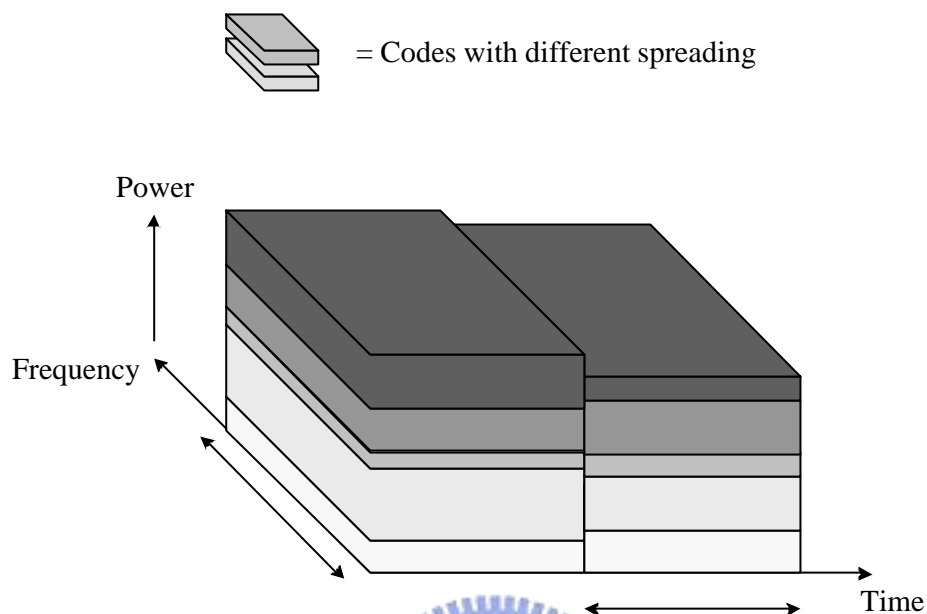 = Codes with different spreading
Power
Frequency
Time